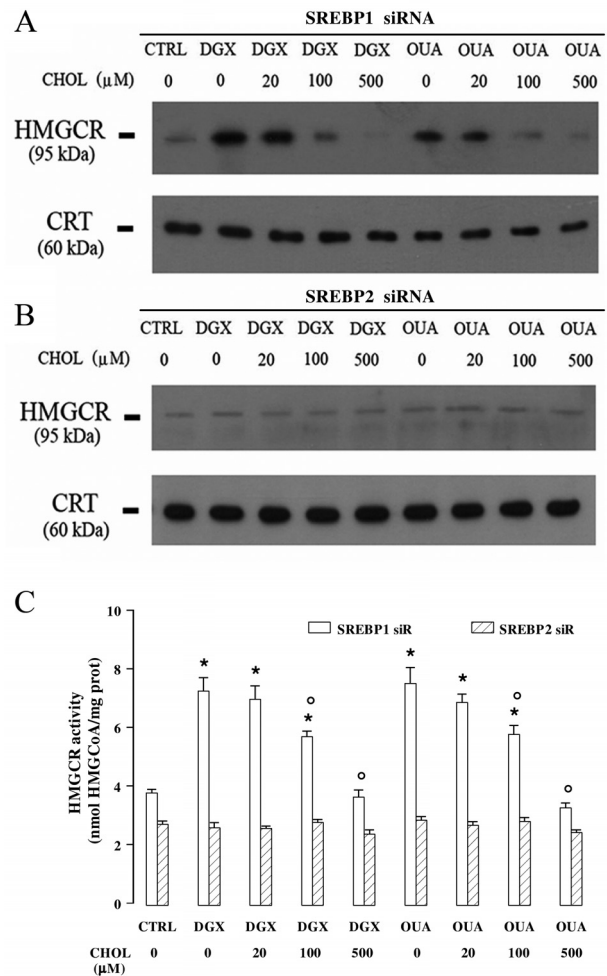 A
SREBP1 siRNA
CTRL DGX DGX DGX DGX OUA OUA OUA OUA
CHOL (μM) 0 0 20 100 500 0 20 100 500
HMGCR
(95 kDa)
CRT
(60 kDa)
SREBP2 siRNA
B
CTRL DGX DGX DGX DGX OUA OUA OUA OUA
CHOL (μM) 0 0 20 100 500 0 20 100 500
HMGCR
(95 kDa)
CRT
(60 kDa)
C
HMGCR activity
(nmol HMGCoA/mg prot)
10
8
6
4
2
0
SREBP1 siR
SREBP2 siR
* * * * * *
° ° ° °
CTRL DGX DGX DGX DGX OUA OUA OUA OUA
CHOL 0 0 20 100 500 0 20 100 500
(μM)